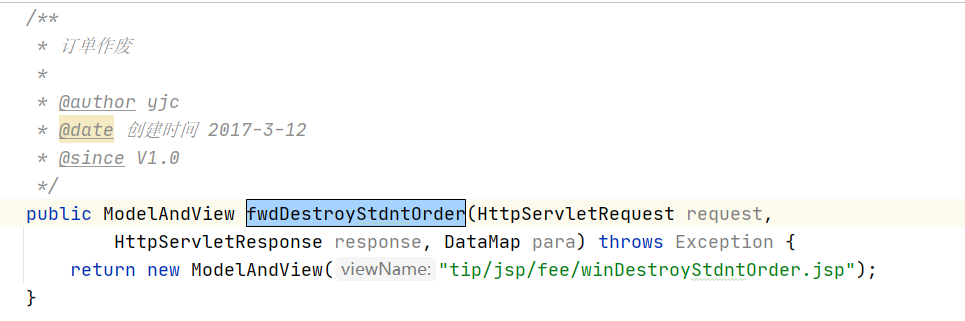 /**
 * 订单作废
 *
 * @author yjc
 * @date 创建时间 2017-3-12
 * @since V1.0
 */
public ModelAndView fwdDestroyStdntOrder(HttpServletRequest request,
        HttpServletResponse response, DataMap para) throws Exception {
    return new ModelAndView( viewName: "tip/jsp/fee/winDestroyStdntOrder.jsp");
}